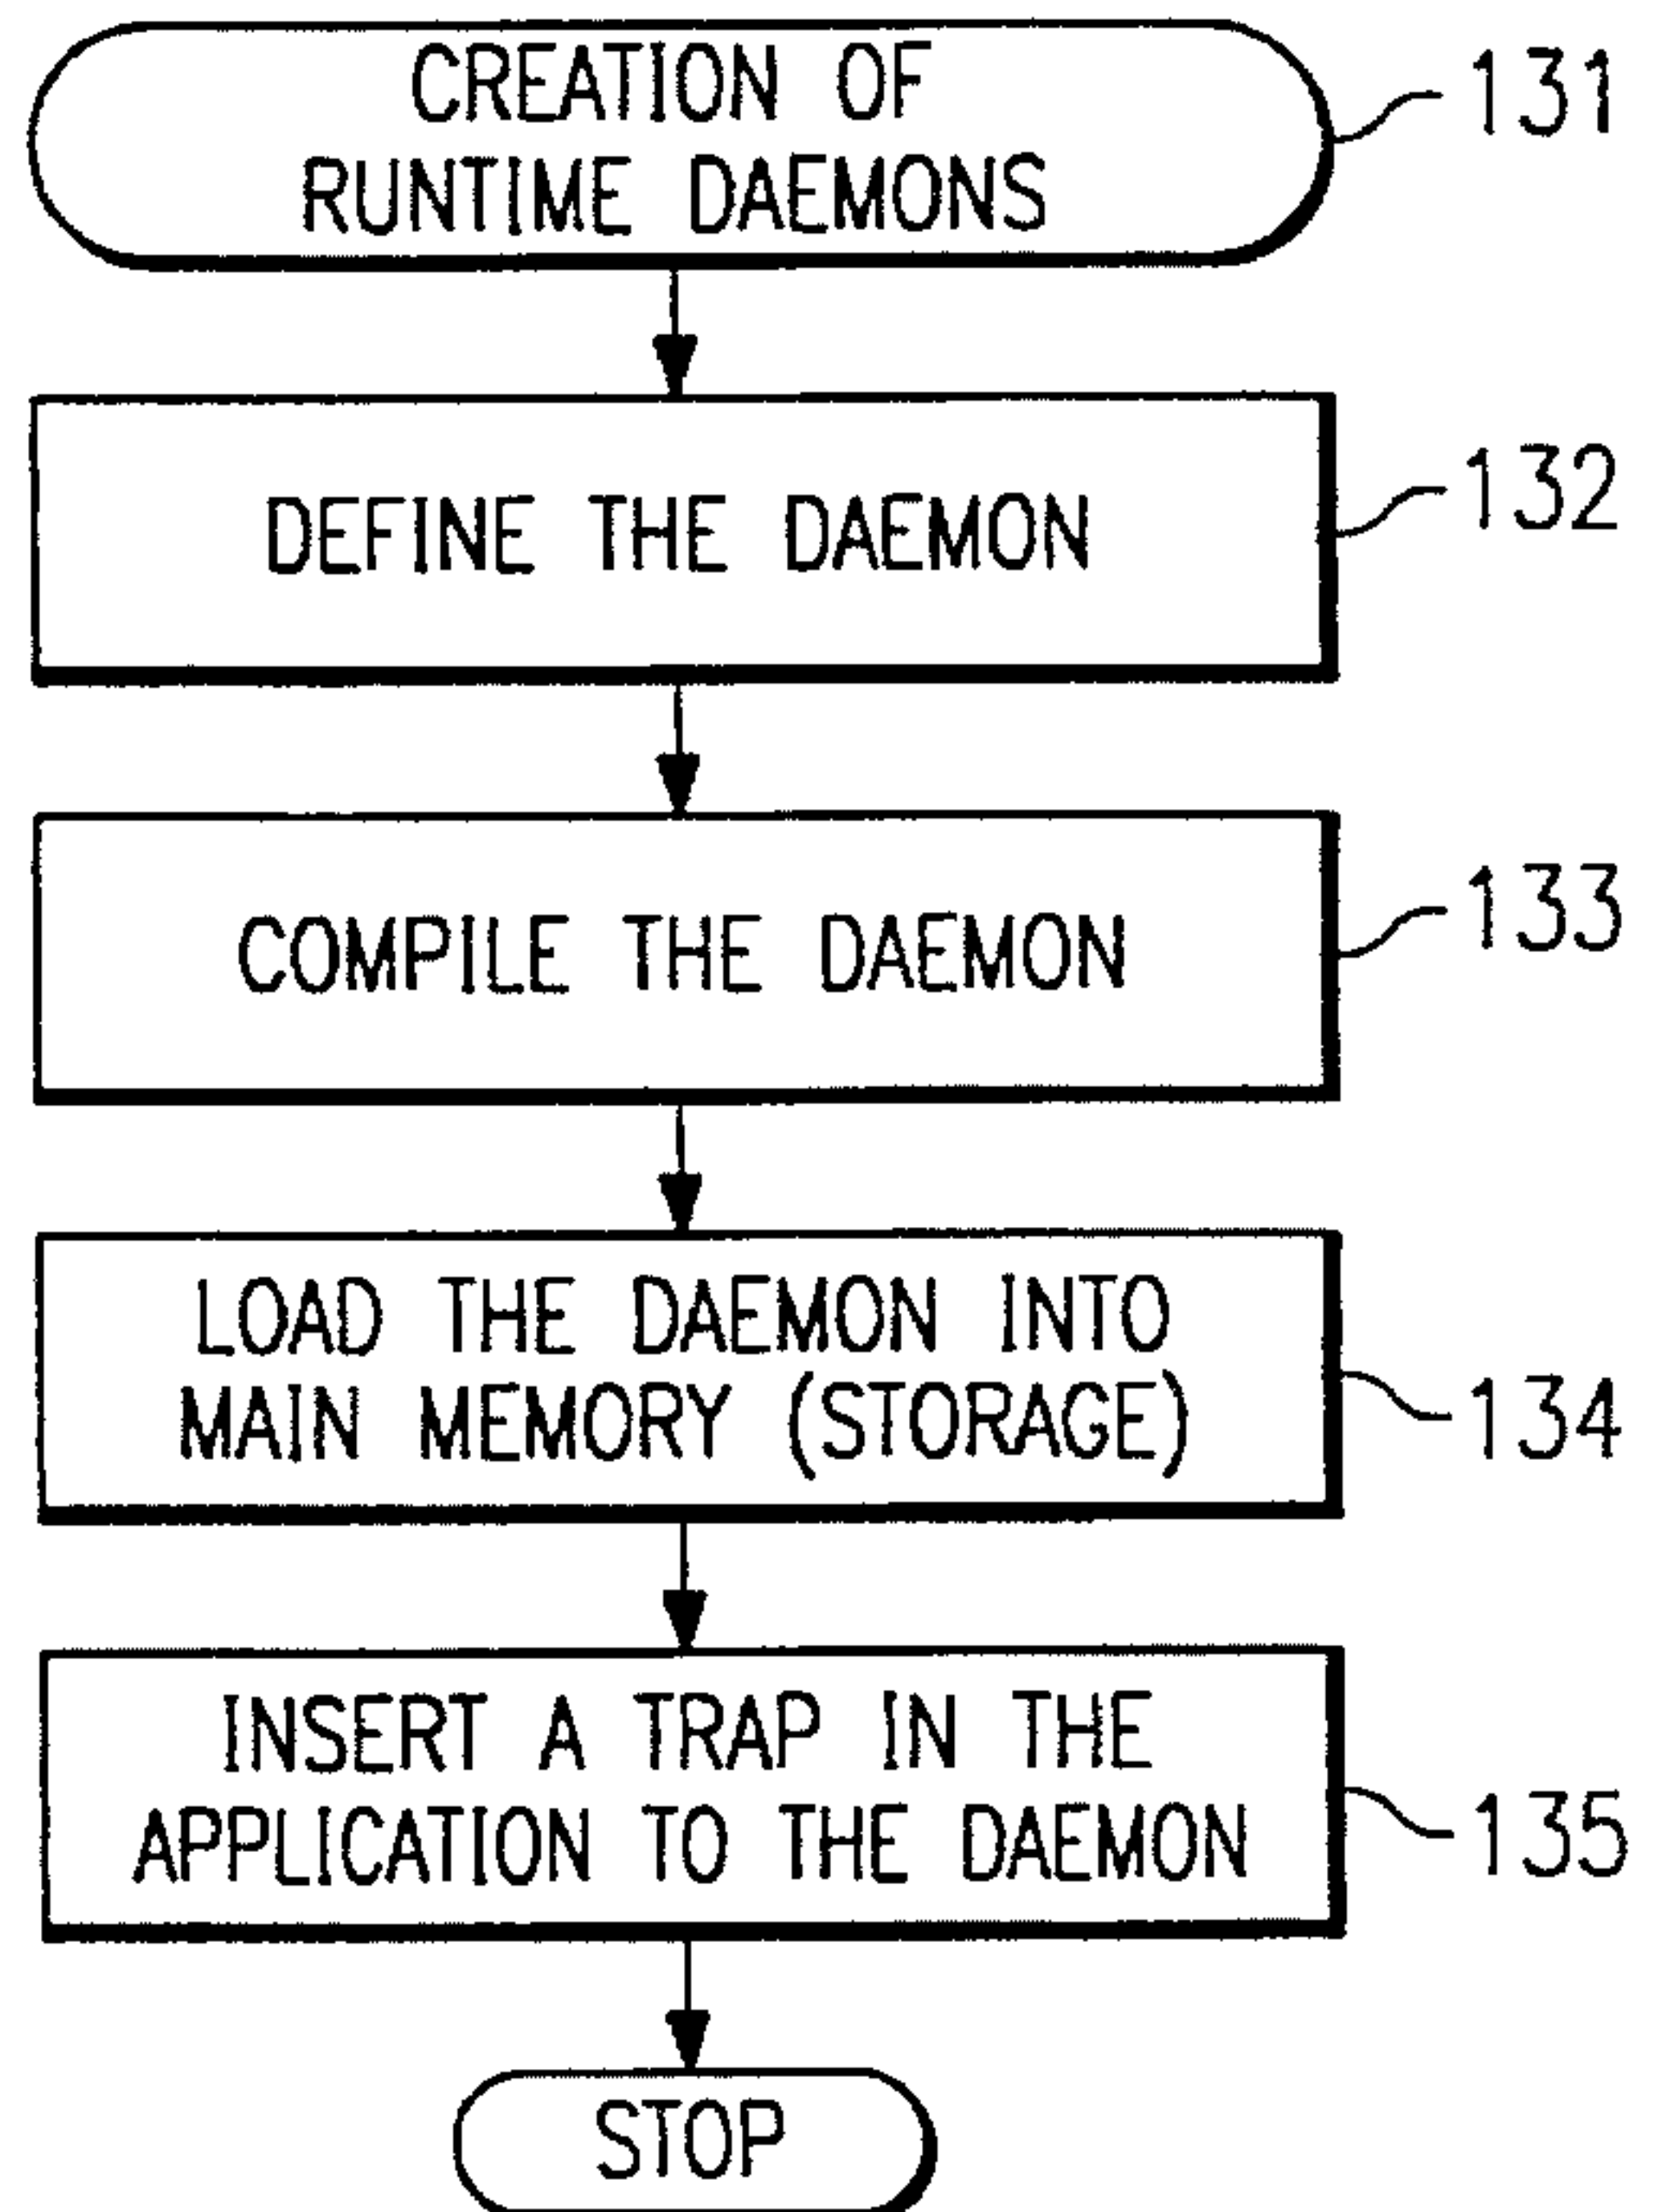 CREATION OF
RUNTIME DAEMONS
131
DEFINE THE DAEMON
132
COMPILE THE DAEMON
133
LOAD THE DAEMON INTO
MAIN MEMORY (STORAGE)
134
INSERT A TRAP IN THE
APPLICATION TO THE DAEMON
135
STOP